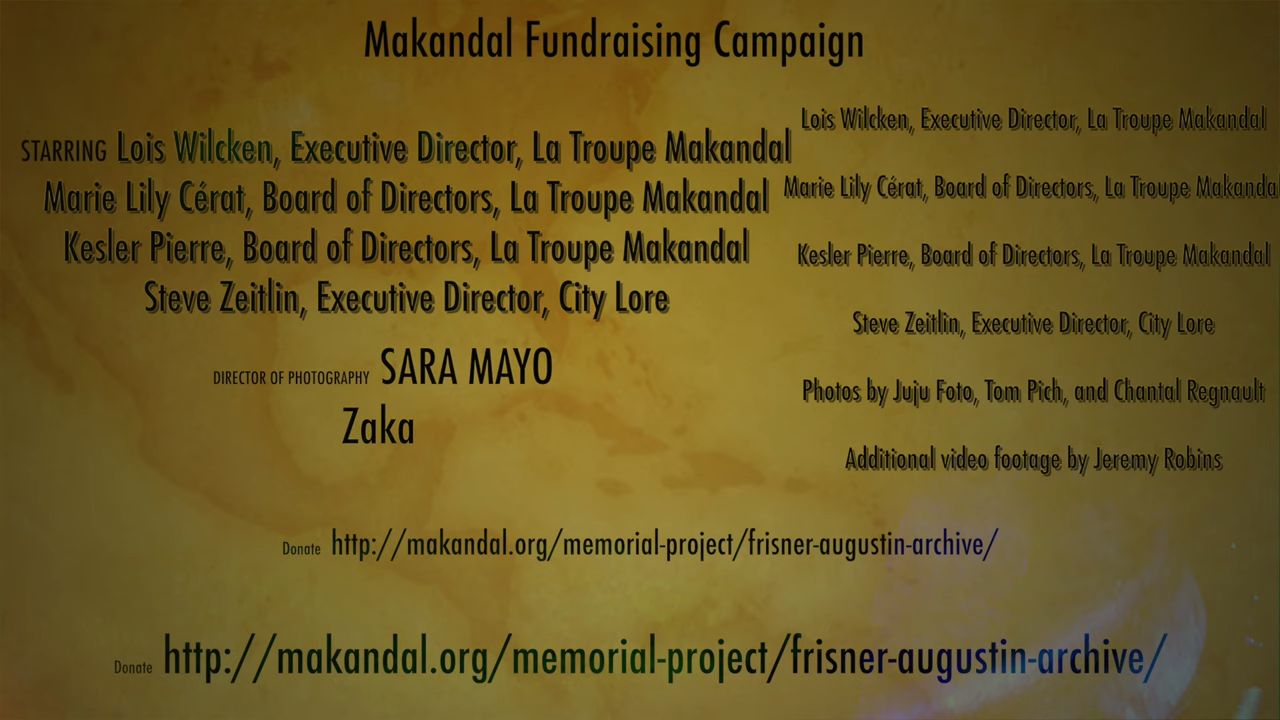 Makandal Fundraising Campaign
STARRING Lois Wilcken, Executive Director, La Troupe Makandal
Marie Lily Cérat, Board of Directors, La Troupe Makandal
Kesler Pierre, Board of Directors, La Troupe Makandal
Steve Zeitlin, Executive Director, City Lore
DIRECTOR OF PHOTOGRAPHY SARA MAYO
Zaka
Lois Wilcken, Executive Director, La Troupe Makandal
Marie Lily Cérat, Board of Directors, La Troupe Makanda
Kesler Pierre, Board of Directors, La Troupe Makandal
Steve Zeitlin, Executive Director, City Lore
Photos by Juju Foto, Tom Pich, and Chantal Regnault
Additional video footage by Jeremy Robins
Donate http://makandal.org/memorial-project/frisner-augustin-archive/
Donate http://makandal.org/memorial-project/frisner-augustin-archive/